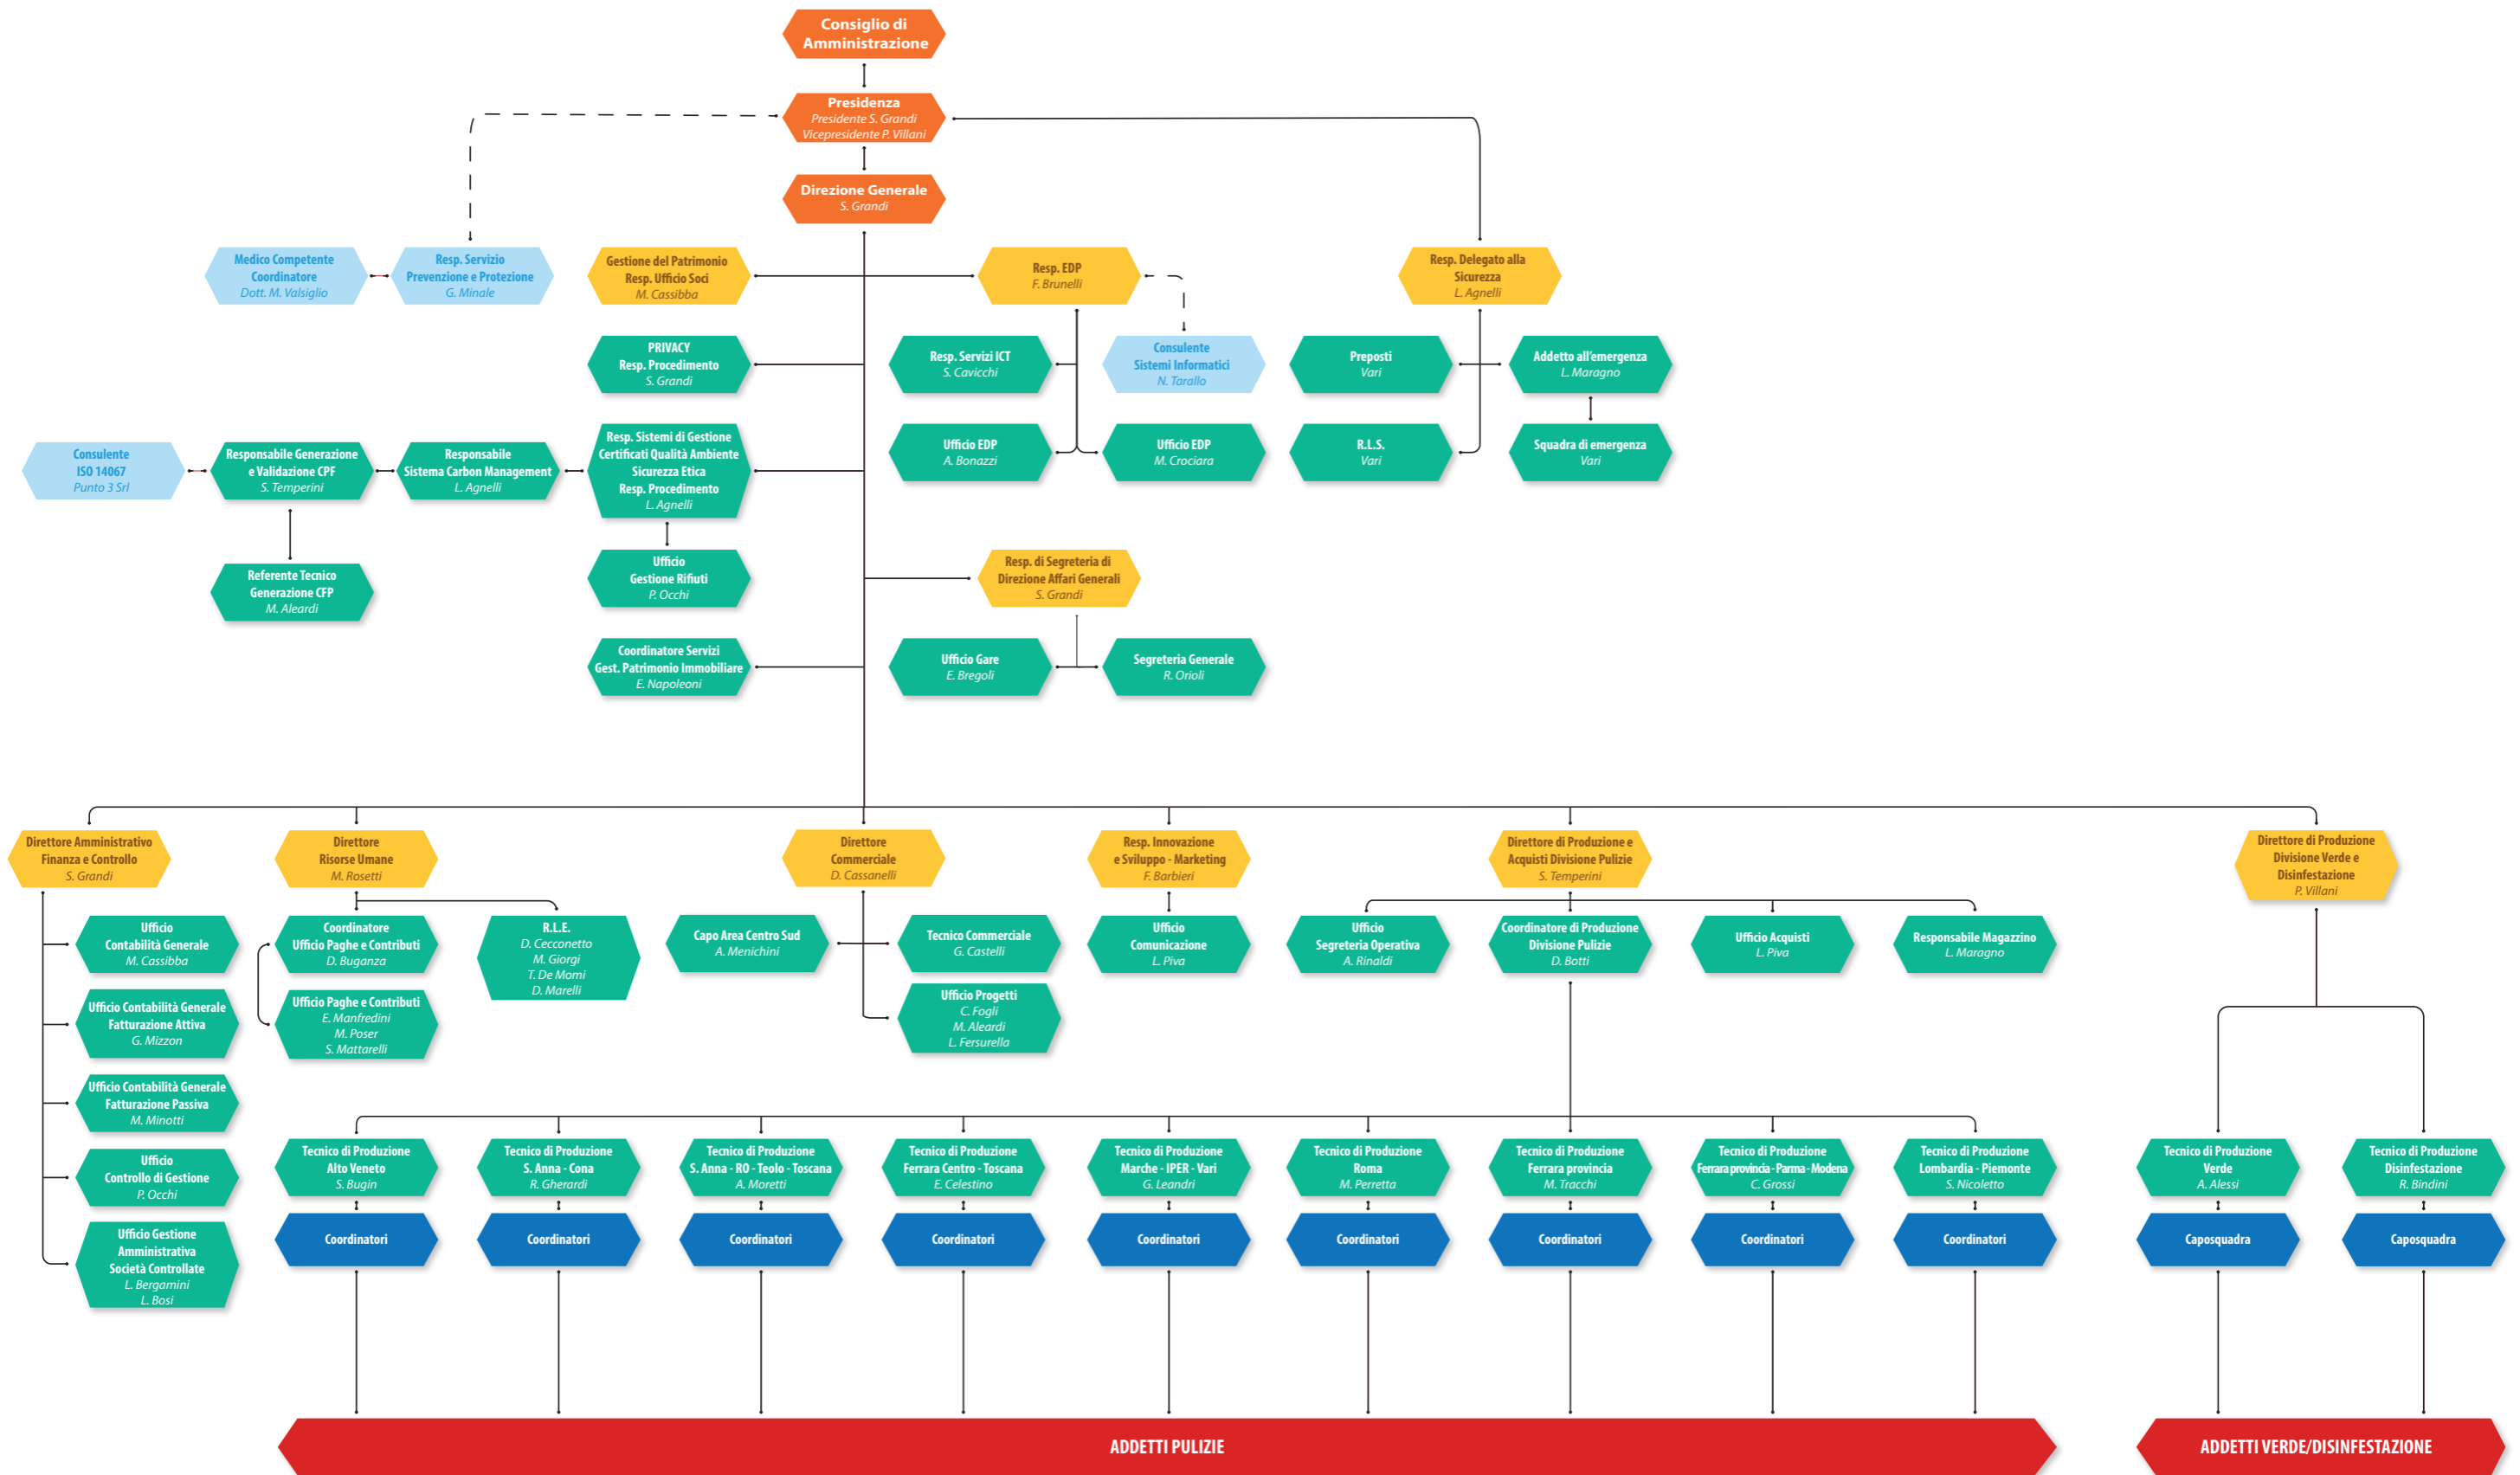 Consiglio di
Amministrazione
Presidenza
Presidente S. Grandi
Vicepresidente P. Villani
Direzione Generale
S. Grandi
Medico Competente
Coordinatore
Dott. M. Valsiglio
Resp. Servizio
Prevenzione e Protezione
G. Minale
Gestione del Patrimonio
Resp. Ufficio Soci
M. Cassibba
Resp. EDP
F. Brunelli
Resp. Delegato alla
Sicurezza
L. Agnelli
PRIVACY
Resp. Procedimento
S. Grandi
Resp. Servizi ICT
S. Cavicchi
Consulente
Sistemi Informatici
N. Tarallo
Preposti
Vari
Addetto all'emergenza
L. Maragno
Consulente
ISO 14067
Punto 3 Srl
Responsabile Generazione
e Validazione CPF
S. Temperini
Responsabile
Sistema Carbon Management
L. Agnelli
Resp. Sistemi di Gestione
Certificati Qualità Ambiente
Sicurezza Etica
Resp. Procedimento
L. Agnelli
Ufficio EDP
A. Bonazzi
Ufficio EDP
M. Crociara
R.L.S.
Vari
Squadra di emergenza
Vari
Referente Tecnico
Generazione CFP
M. Aleardi
Ufficio
Gestione Rifiuti
P. Occhi
Resp. di Segreteria di
Direzione Affari Generali
S. Grandi
Coordinatore Servizi
Gest. Patrimonio Immobiliare
E. Napoleoni
Ufficio Gare
E. Bregoli
Segreteria Generale
R. Orioli
Direttore Amministrativo
Finanza e Controllo
S. Grandi
Direttore
Risorse Umane
M. Rosetti
Direttore
Commerciale
D. Cassanelli
Resp. Innovazione
e Sviluppo - Marketing
F. Barbieri
Direttore di Produzione e
Acquisti Divisione Pulizie
S. Temperini
Direttore di Produzione
Divisione Verde e
Disinfestazione
P. Villani
Ufficio
Contabilità Generale
M. Cassibba
Coordinatore
Ufficio Paghe e Contributi
D. Buganza
R.L.E.
D. Cecconetto
M. Giorgi
T. De Momi
D. Marelli
Capo Area Centro Sud
A. Menichini
Tecnico Commerciale
G. Castelli
Ufficio
Comunicazione
L. Piva
Ufficio
Segreteria Operativa
A. Rinaldi
Coordinatore di Produzione
Divisione Pulizie
D. Botti
Ufficio Acquisti
L. Piva
Responsabile Magazzino
L. Maragno
Ufficio Contabilità Generale
Fatturazione Attiva
G. Mizzon
Ufficio Paghe e Contributi
E. Manfredini
M. Poser
S. Mattarelli
Ufficio Progetti
C. Fogli
M. Aleardi
L. Fersurella
Ufficio Contabilità Generale
Fatturazione Passiva
M. Minotti
Ufficio
Controllo di Gestione
P. Occhi
Tecnico di Produzione
Alto Veneto
S. Bugin
Tecnico di Produzione
S. Anna - Cona
R. Gherardi
Tecnico di Produzione
S. Anna - RO - Teolo - Toscana
A. Moretti
Tecnico di Produzione
Ferrara Centro - Toscana
E. Celestino
Tecnico di Produzione
Marche - IPER - Vari
G. Leandri
Tecnico di Produzione
Roma
M. Perretta
Tecnico di Produzione
Ferrara provincia
M. Tracchi
Tecnico di Produzione
Ferrara provincia - Parma - Modena
C. Grossi
Tecnico di Produzione
Lombardia - Piemonte
S. Nicoletto
Tecnico di Produzione
Verde
A. Alessi
Tecnico di Produzione
Disinfestazione
R. Bindini
Ufficio Gestione
Amministrativa
Società Controllate
L. Bergamini
L. Bosi
Coordinatori
Coordinatori
Coordinatori
Coordinatori
Coordinatori
Coordinatori
Coordinatori
Coordinatori
Coordinatori
Caposquadra
Caposquadra
ADDETTI PULIZIE
ADDETTI VERDE/DISINFESTAZIONE